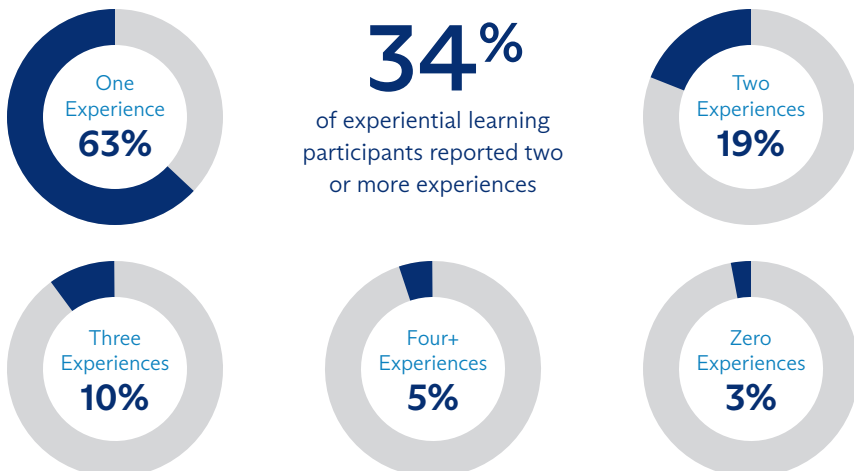 One
Experience
63%
34%
of experiential learning
participants reported two
or more experiences
Two
Experiences
19%
Three
Experiences
10%
Four+
Experiences
5%
Zero
Experiences
3%